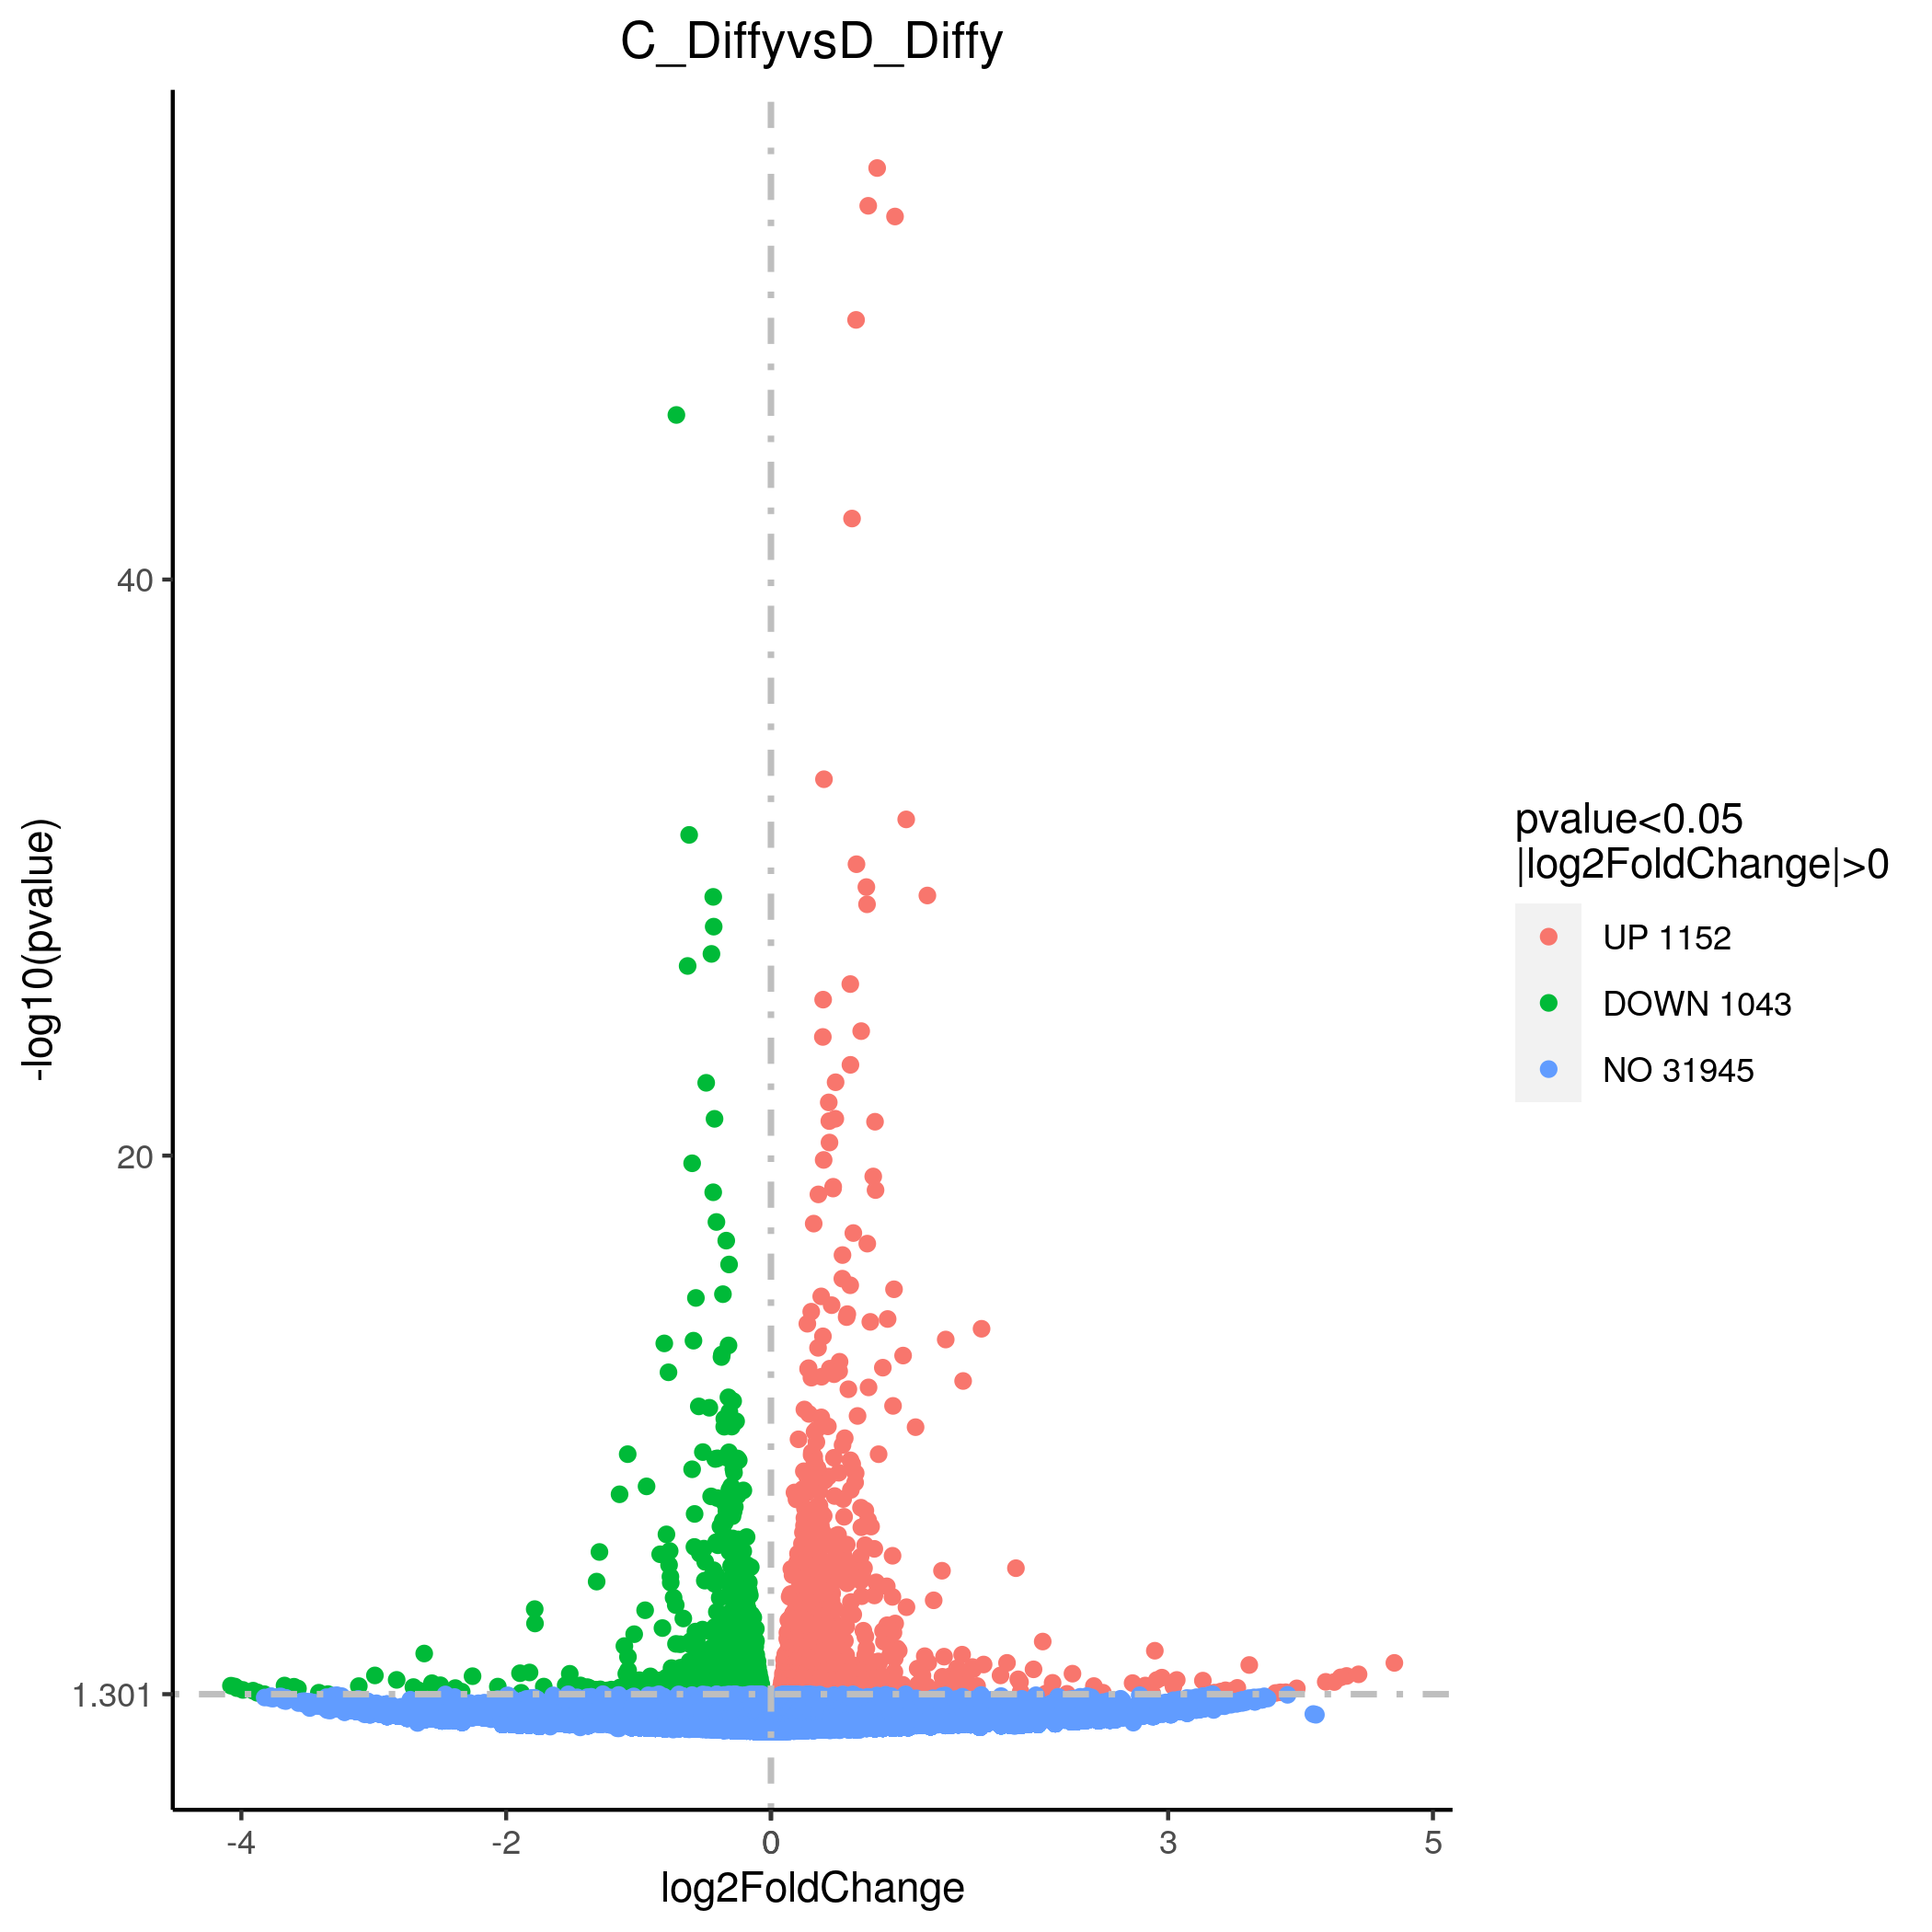 C_DiffyvsD_Diffy
-log10(pvalue)
40
20
1.301
-4
-2
0
3
5
log2FoldChange
pvalue<0.05
|log2FoldChange|>0
UP 1152
DOWN 1043
NO 31945